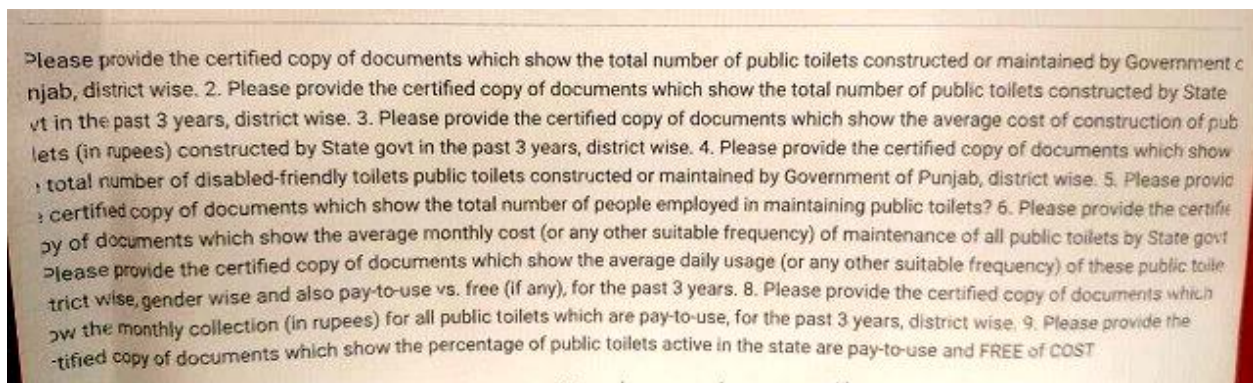 Please provide the certified copy of documents which show the total number of public toilets constructed or maintained by Government
njab, district wise. 2. Please provide the certified copy of documents which show the total number of public toilets constructed by State
vt in the past 3 years, district wise. 3. Please provide the certified copy of documents which show the average cost of construction of pub
lets (in rupees) constructed by State govt in the past 3 years, district wise. 4. Please provide the certified copy of documents which show
total number of disabled-friendly toilets public toilets constructed or maintained by Government of Punjab, district wise. 5. Please provid
certified copy of documents which show the total number of people employed in maintaining public toilets? 6. Please provide the certifie
py of documents which show the average monthly cost (or any other suitable frequency) of maintenance of all public toilets by State govt
Please provide the certified copy of documents which show the average daily usage (or any other suitable frequency) of these public toile
trict wise, gender wise and also pay-to-use vs. free (if any), for the past 3 years. 8. Please provide the certified copy of documents which
ow the monthly collection (in rupees) for all public toilets which are pay-to-use, for the past 3 years, district wise. 9. Please provide the
tified copy of documents which show the percentage of public toilets active in the state are pay-to-use and FREE of COST